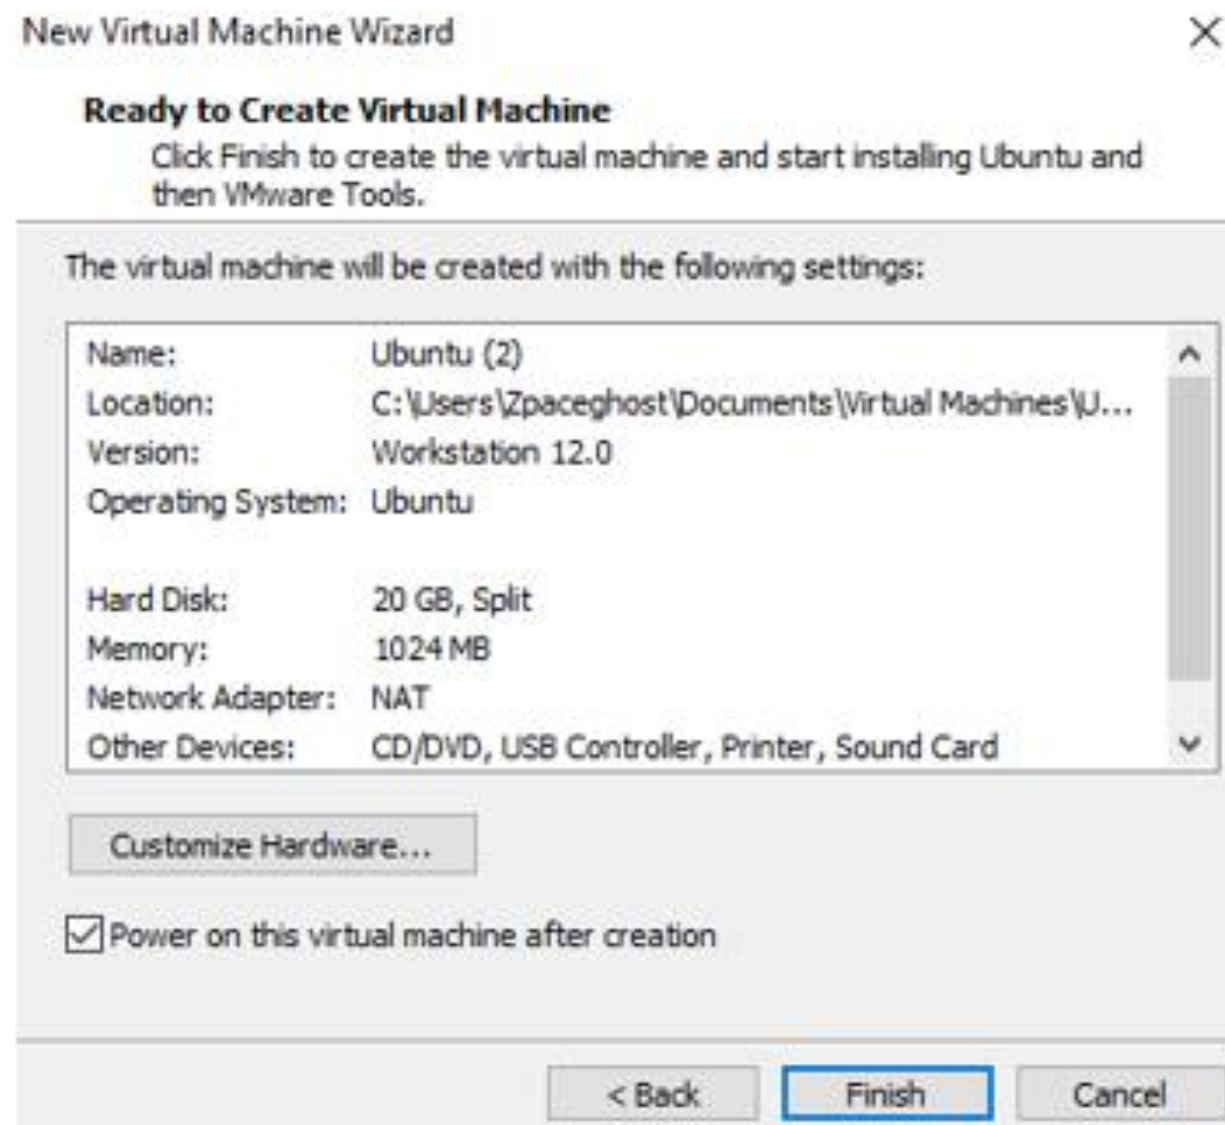 New Virtual Machine Wizard
Ready to Create Virtual Machine
Click Finish to create the virtual machine and start installing Ubuntu and
then VMware Tools.
The virtual machine will be created with the following settings:
Name: Ubuntu (2)
Location: C:\Users\Zpaceghost\Documents\Virtual Machines\U...
Version: Workstation 12.0
Operating System: Ubuntu
Hard Disk: 20 GB, Split
Memory: 1024 MB
Network Adapter: NAT
Other Devices: CD/DVD, USB Controller, Printer, Sound Card
Customize Hardware...
Power on this virtual machine after creation
< Back Finish Cancel